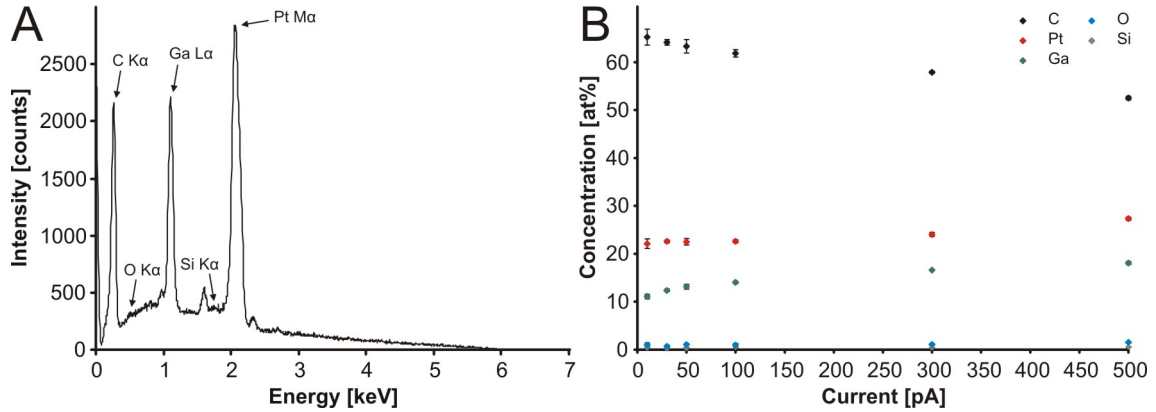 A
Intensity [counts]
2500
2000
1500
1000
500
0
C Kα
O Kα
Ga Lα
Si Kα
Pt Mα
0 1 2 3 4 5 6 7
Energy [keV]
B
Concentration [at%]
60
50
40
30
20
10
0
C O
Pt Si
Ga
0 50 100 150 200 250 300 350 400 450 500
Current [pA]